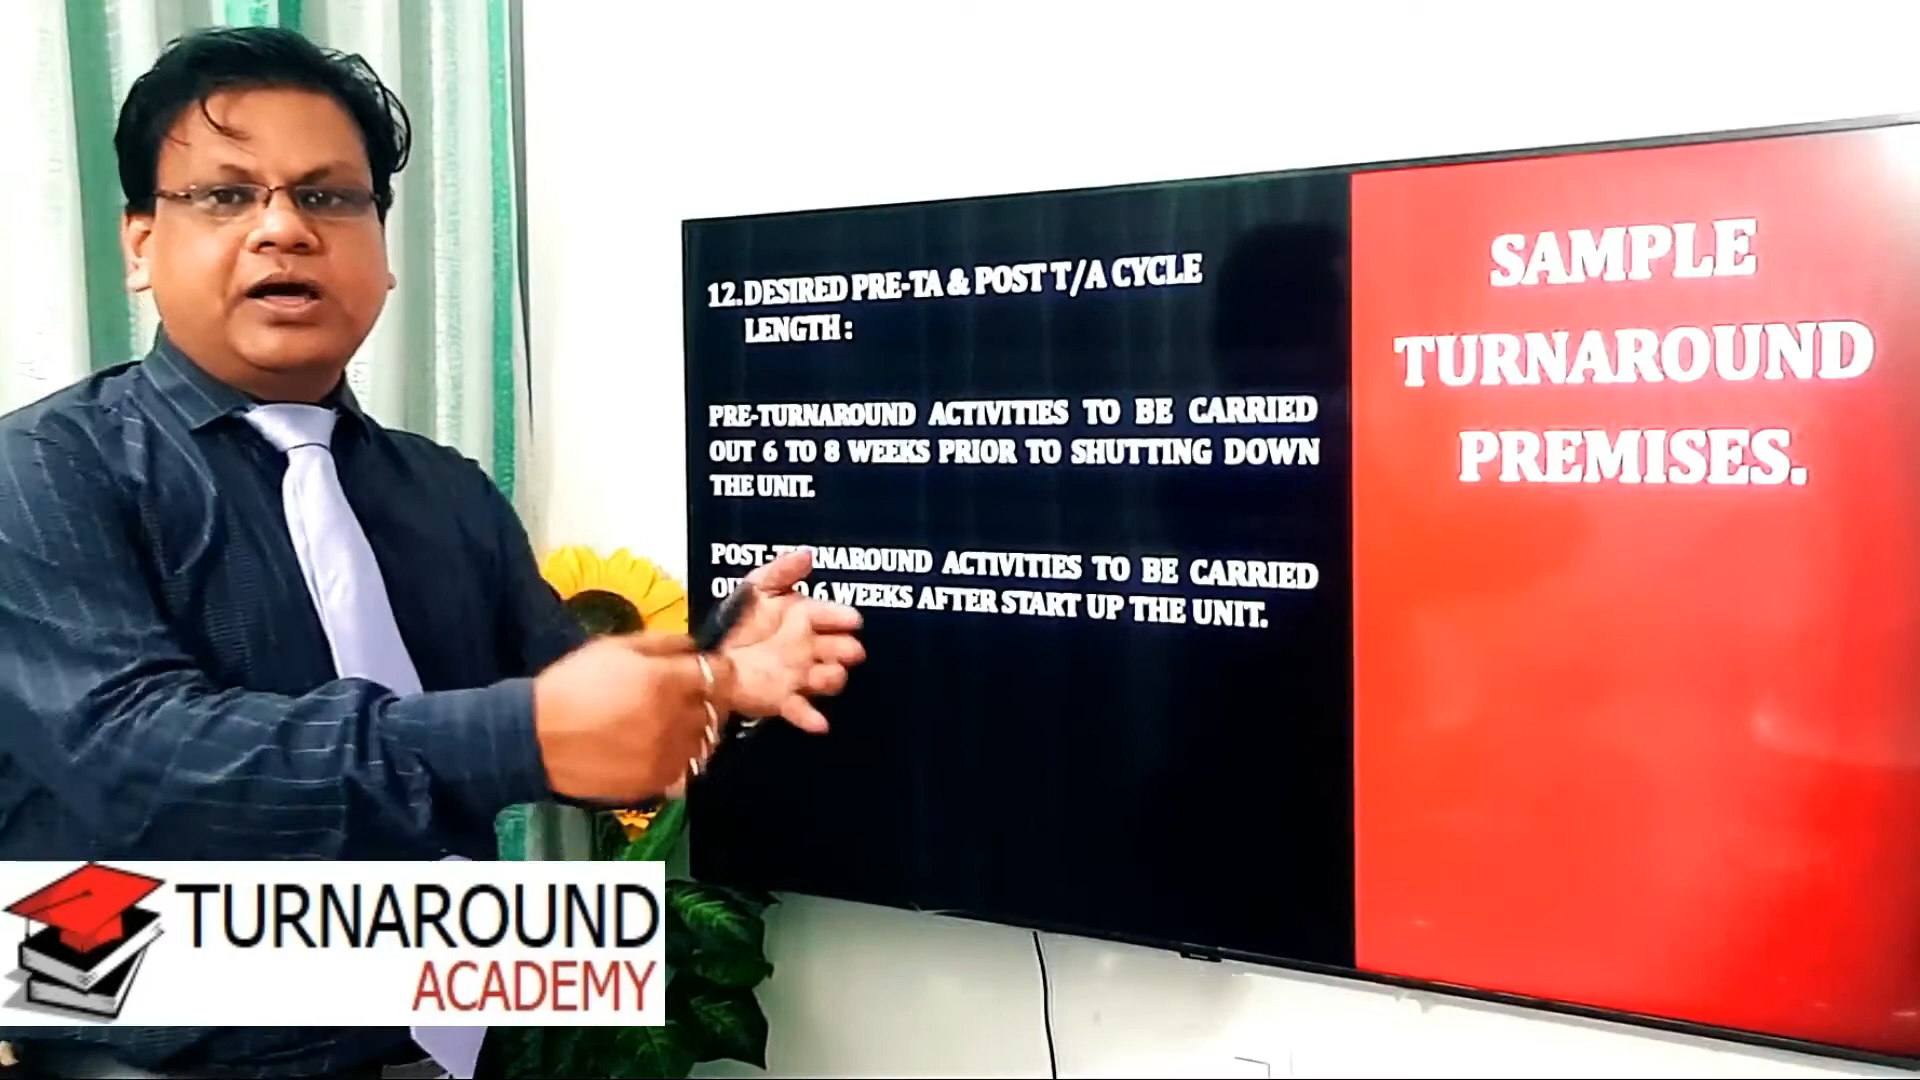 12. DESIRED PRE-TA & POST T/A CYCLE
LENGTH :
PRE-TURNAROUND ACTIVITIES TO BE CARRIED
OUT 6 TO 8 WEEKS PRIOR TO SHUTTING DOWN
THE UNIT.
POST-TURNAROUND ACTIVITIES TO BE CARRIED
6 WEEKS AFTER START UP THE UNIT.
SAMPLE
TURNAROUND
PREMISES.
TURNAROUND
ACADEMY